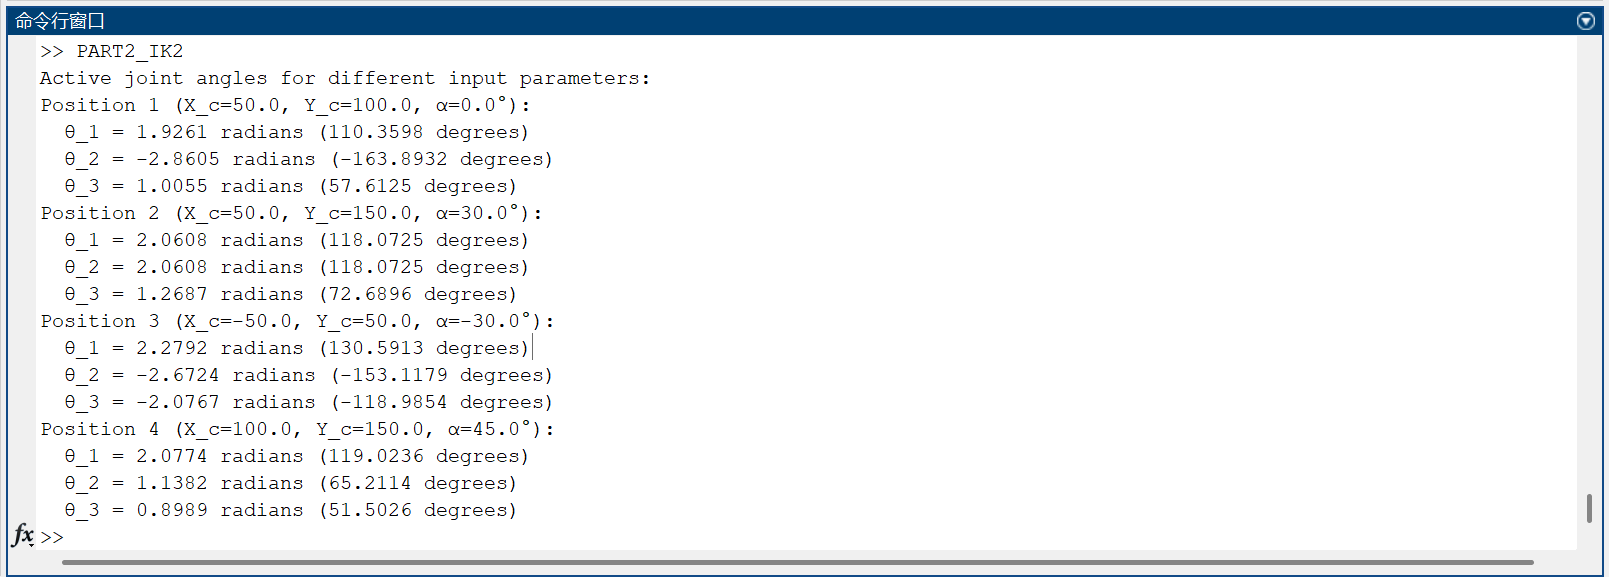 命令行窗口
>> PART2_IK2
Active joint angles for different input parameters:
Position 1 (X_c=50.0, Y_c=100.0, α=0.0°):
  θ_1 = 1.9261 radians (110.3598 degrees)
  θ_2 = -2.8605 radians (-163.8932 degrees)
  θ_3 = 1.0055 radians (57.6125 degrees)
Position 2 (X_c=50.0, Y_c=150.0, α=30.0°):
  θ_1 = 2.0608 radians (118.0725 degrees)
  θ_2 = 2.0608 radians (118.0725 degrees)
  θ_3 = 1.2687 radians (72.6896 degrees)
Position 3 (X_c=-50.0, Y_c=50.0, α=-30.0°):
  θ_1 = 2.2792 radians (130.5913 degrees)
  θ_2 = -2.6724 radians (-153.1179 degrees)
  θ_3 = -2.0767 radians (-118.9854 degrees)
Position 4 (X_c=100.0, Y_c=150.0, α=45.0°):
  θ_1 = 2.0774 radians (119.0236 degrees)
  θ_2 = 1.1382 radians (65.2114 degrees)
  θ_3 = 0.8989 radians (51.5026 degrees)
fx >>